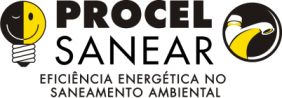 PROCEL
SANEAR
EFICIÊNCIA ENERGÉTICA NO
SANEAMENTO AMBIENTAL